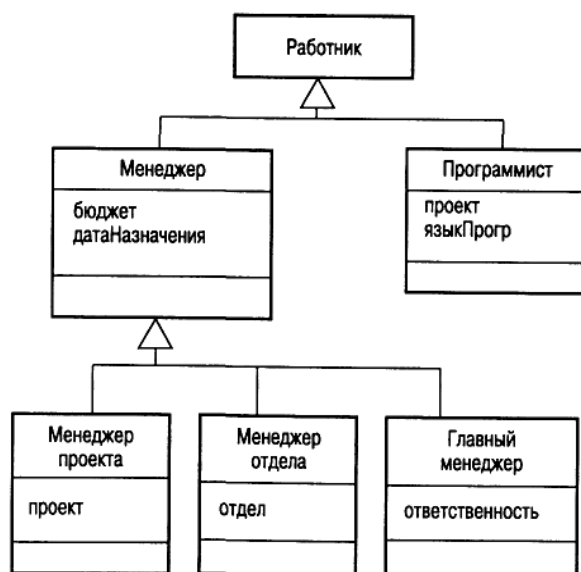 Работник
Менеджер
бюджет
датаНазначения
Программист
проект
языкПрогр
Менеджер
проекта
проект
Менеджер
отдела
отдел
Главный
менеджер
ответственность